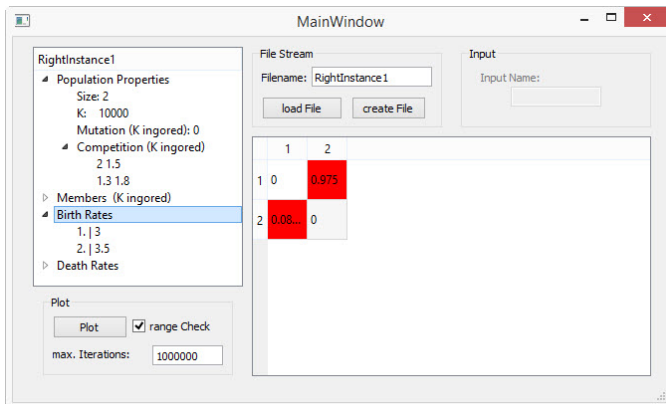 MainWindow
RightInstance1
Population Properties
Size: 2
K: 10000
Mutation (K ingored): 0
Competition (K ingored)
2 1.5
1.3 1.8
Members (K ingored)
Birth Rates
1. | 3
2. | 3.5
Death Rates
File Stream
Filename: RightInstance1
load File create File
Input
Input Name:
1 2
1 0 0.975
2 0.08... 0
Plot
Plot range Check
max. Iterations: 1000000